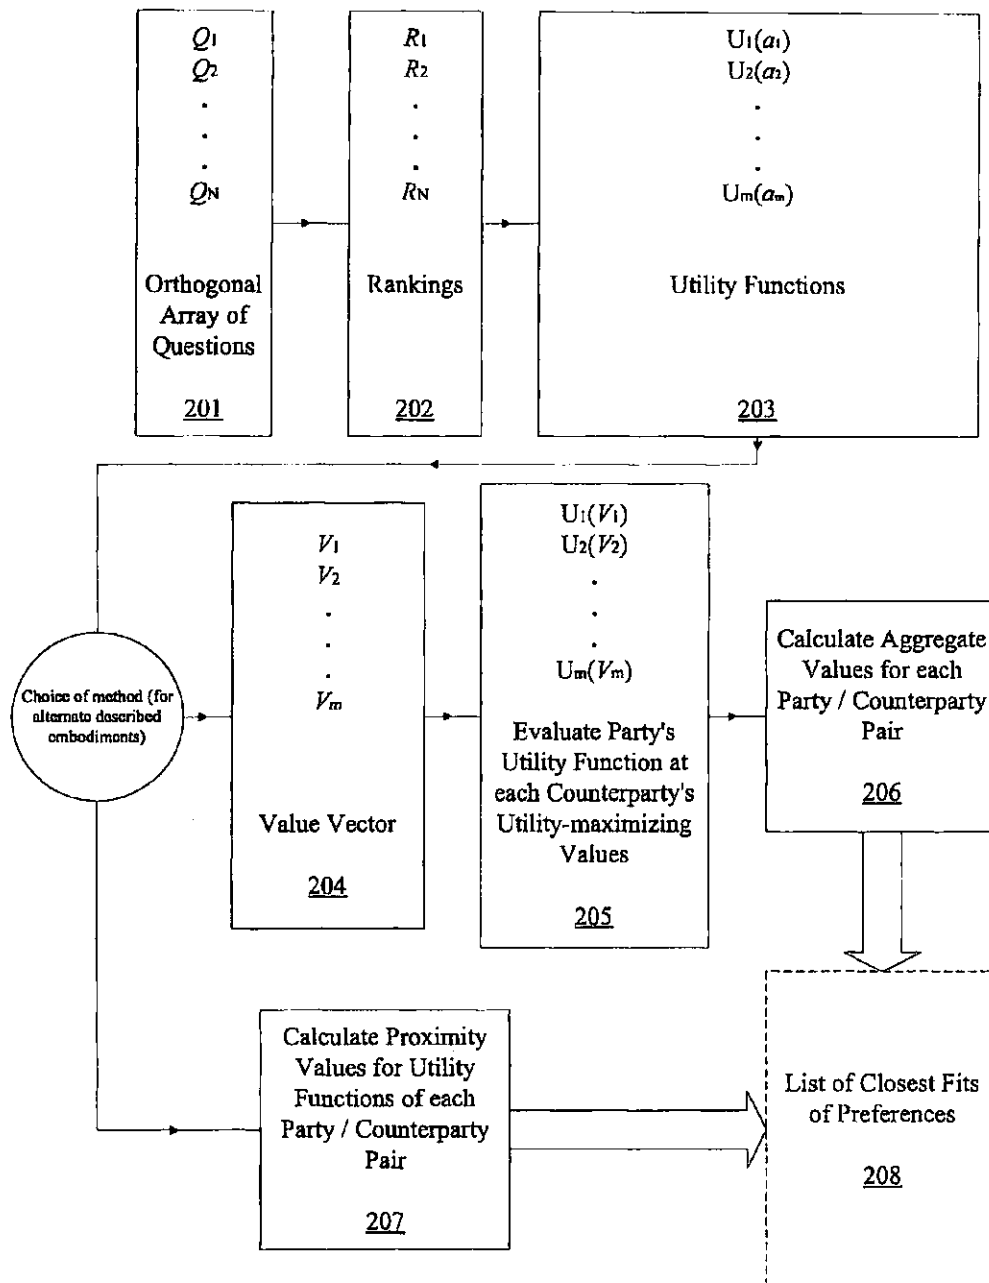 Q1
Q2
.
.
.
QN
Orthogonal
Array of
Questions
201
R1
R2
.
.
.
RN
Rankings
202
U1(a1)
U2(a2)
.
.
.
Um(am)
Utility Functions
203
Choice of method (for
alternate described
embodiments)
V1
V2
.
.
.
Vm
Value Vector
204
U1(V1)
U2(V2)
.
.
.
Um(Vm)
Evaluate Party's
Utility Function at
each Counterparty's
Utility-maximizing
Values
205
Calculate Aggregate
Values for each
Party / Counterparty
Pair
206
Calculate Proximity
Values for Utility
Functions of each
Party / Counterparty
Pair
207
List of Closest Fits
of Preferences
208